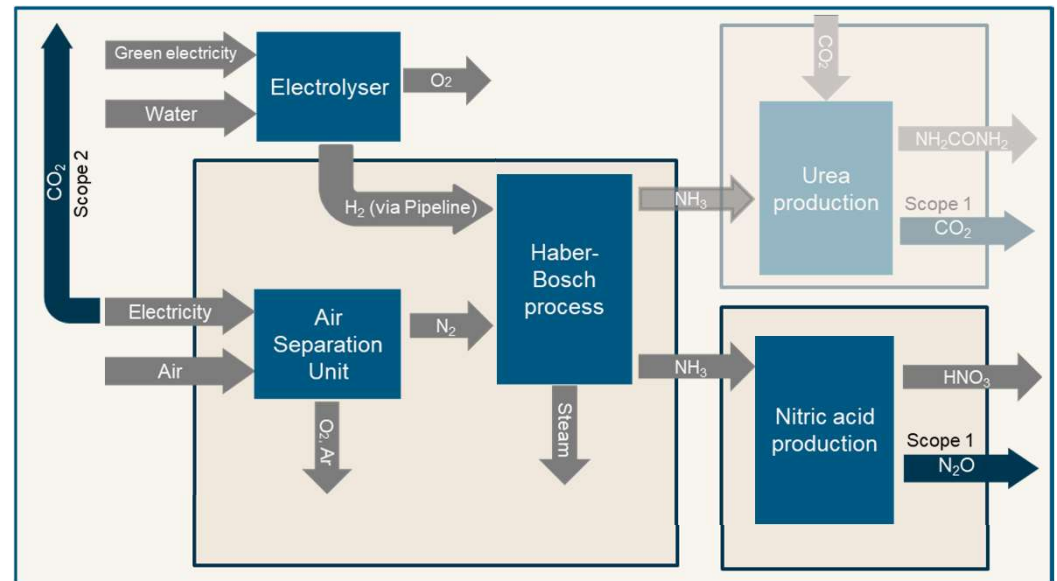 CO₂
Scope 2
Green electricity
Water
Electrolyser
O₂
H₂ (via Pipeline)
Electricity
Air
Air
Separation
Unit
O₂, Ar
N₂
Haber-
Bosch
process
Steam
NH₃
NH₃
CO₂
Urea
production
NH₂CONH₂
Scope 1
CO₂
Nitric acid
production
HNO₃
Scope 1
N₂O